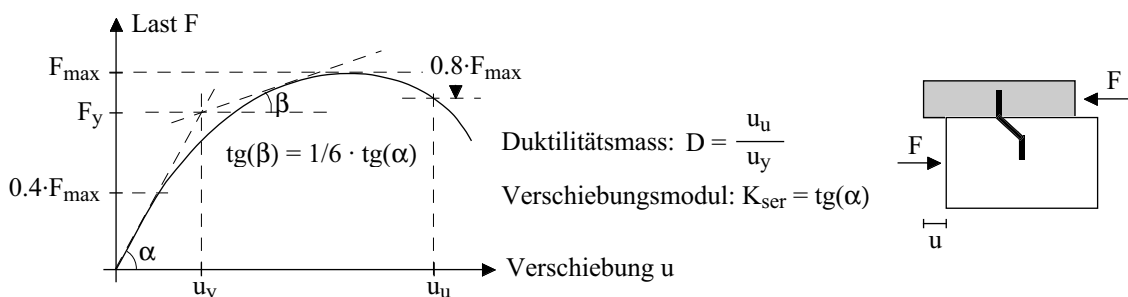 Last F
F_max
0.8·F_max
F_y
β
tg(β) = 1/6 · tg(α)
0.4·F_max
α
u_y
u_u
Verschiebung u
Duktilitätsmass: D = u_u / u_y
Verschiebungsmodul: K_ser = tg(α)
F
F
u